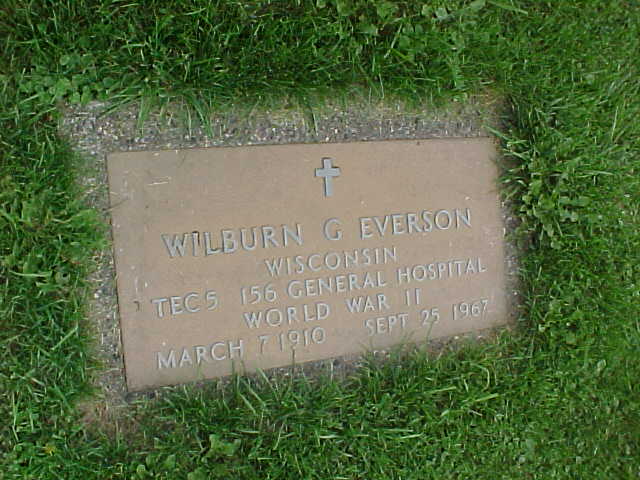 WILBURN G EVERSON
WISCONSIN
TEC5 156 GENERAL HOSPITAL
WORLD WAR II
MARCH 7 1910 SEPT 25 1967